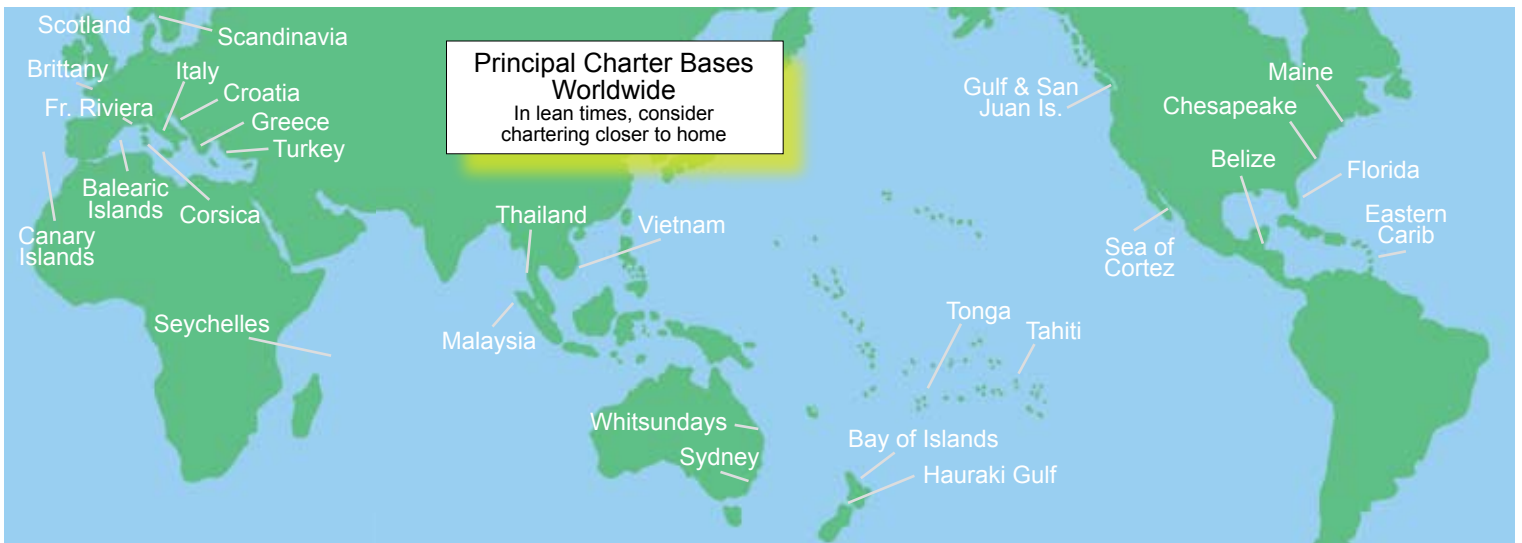 Scotland
Scandinavia
Brittany
Italy
Fr. Riviera
Croatia
Greece
Turkey
Balearic
Islands
Corsica
Canary
Islands
Seychelles
Principal Charter Bases
Worldwide
In lean times, consider
chartering closer to home
Thailand
Vietnam
Malaysia
Whitsundays
Sydney
Tonga
Tahiti
Bay of Islands
Hauraki Gulf
Gulf & San
Juan Is.
Maine
Chesapeake
Belize
Florida
Eastern
Carib
Sea of
Cortez